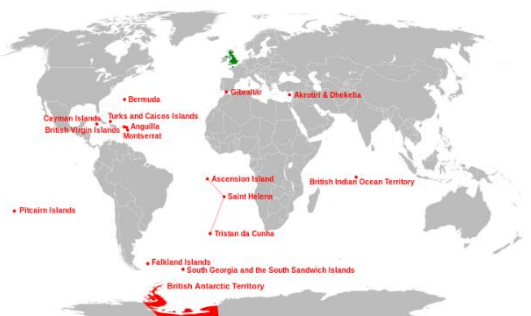 Gibraltar
Akrotiri & Dhekelia
Bermuda
Cayman Islands
Turks and Caicos Islands
British Virgin Islands
Anguilla
Montserrat
Ascension Island
British Indian Ocean Territory
Saint Helena
Pitcairn Islands
Tristan da Cunha
Falkland Islands
South Georgia and the South Sandwich Islands
British Antarctic Territory